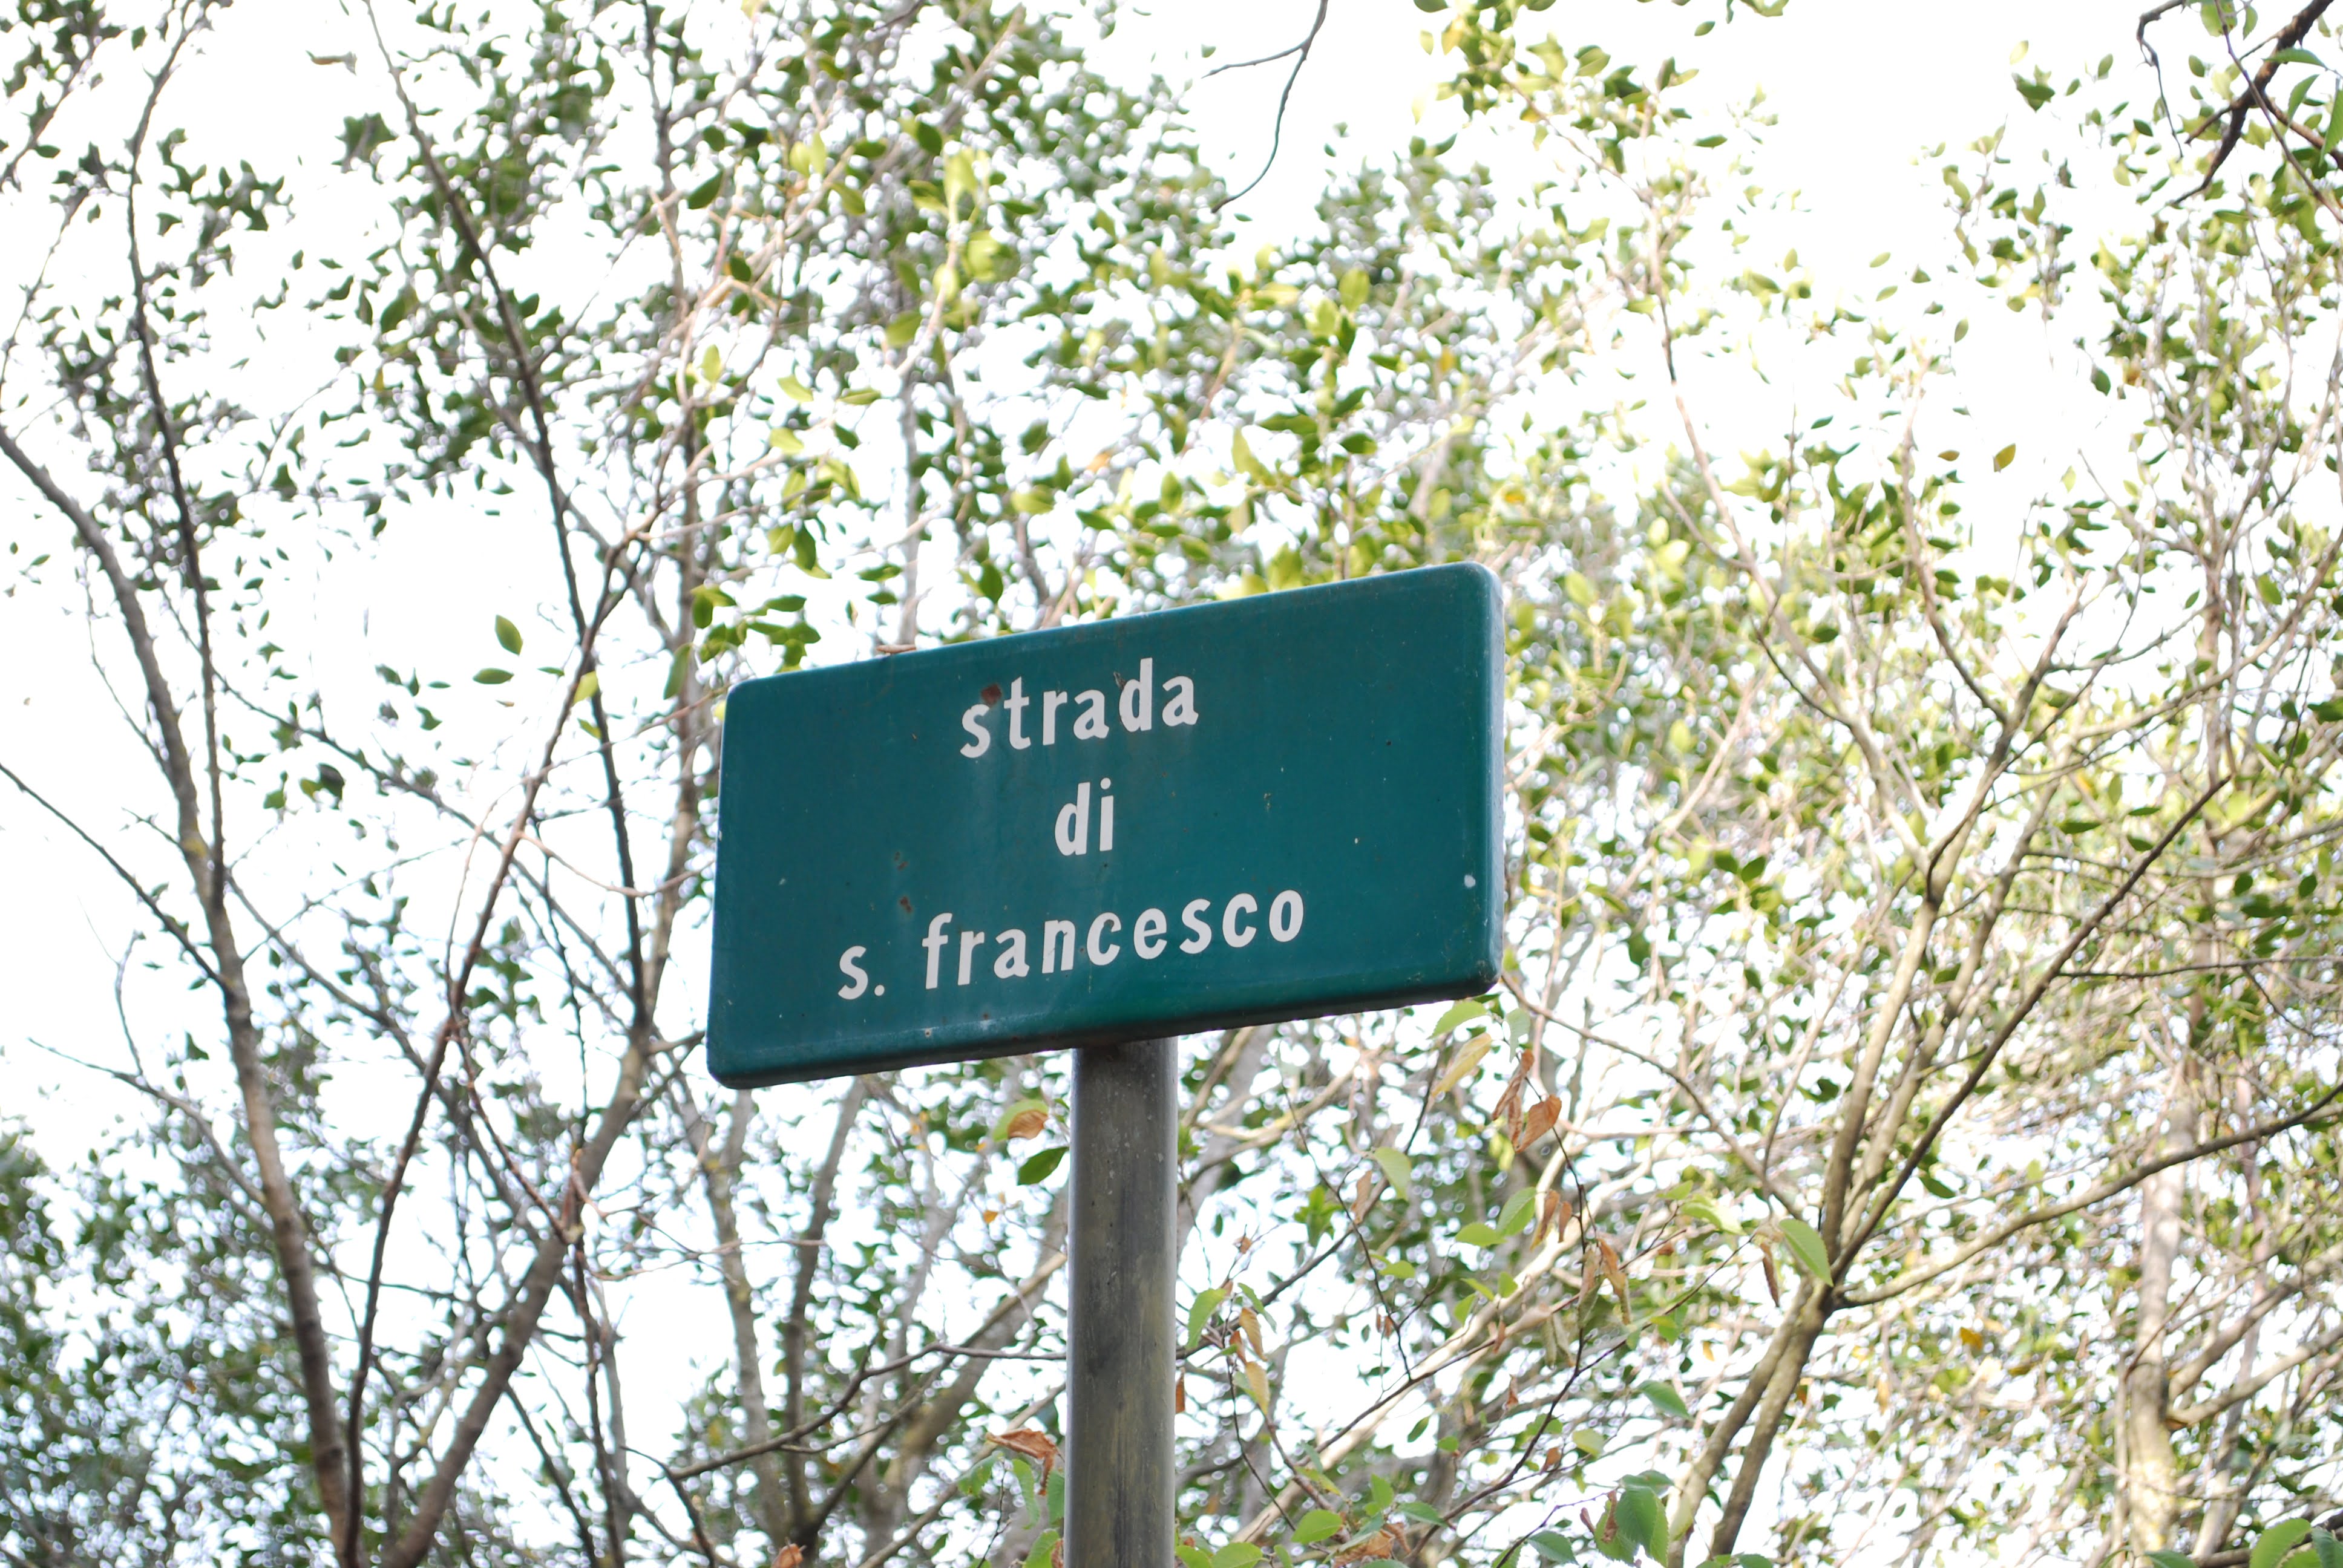 strada
di
s. francesco